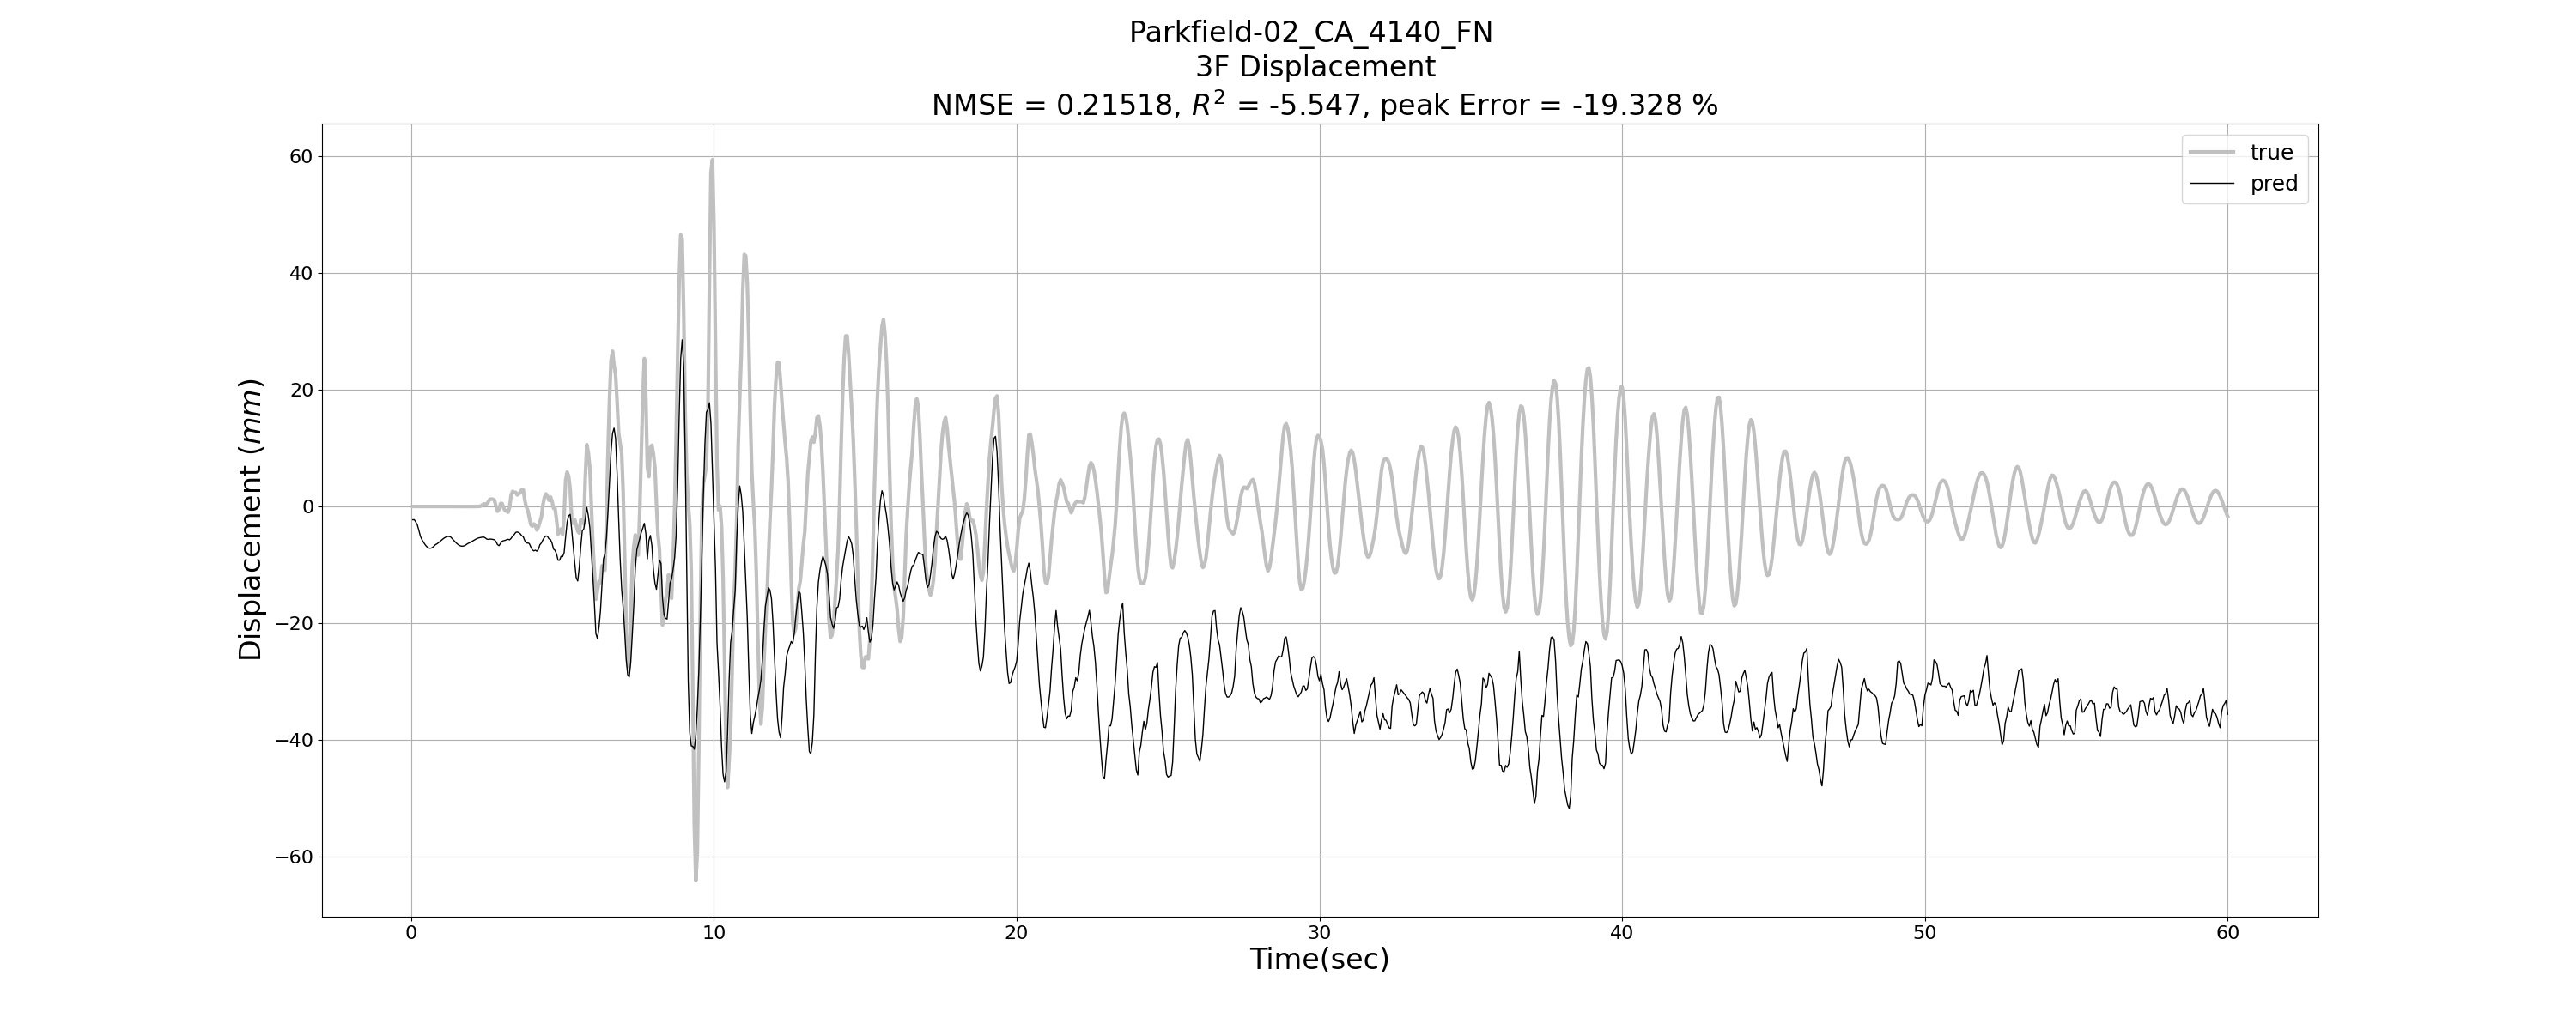 Parkfield-02_CA_4140_FN
3F Displacement
NMSE = 0.21518, R² = -5.547, peak Error = -19.328 %
true
pred
60
40
20
0
−20
−40
−60
Displacement (mm)
0 10 20 30 40 50 60
Time(sec)